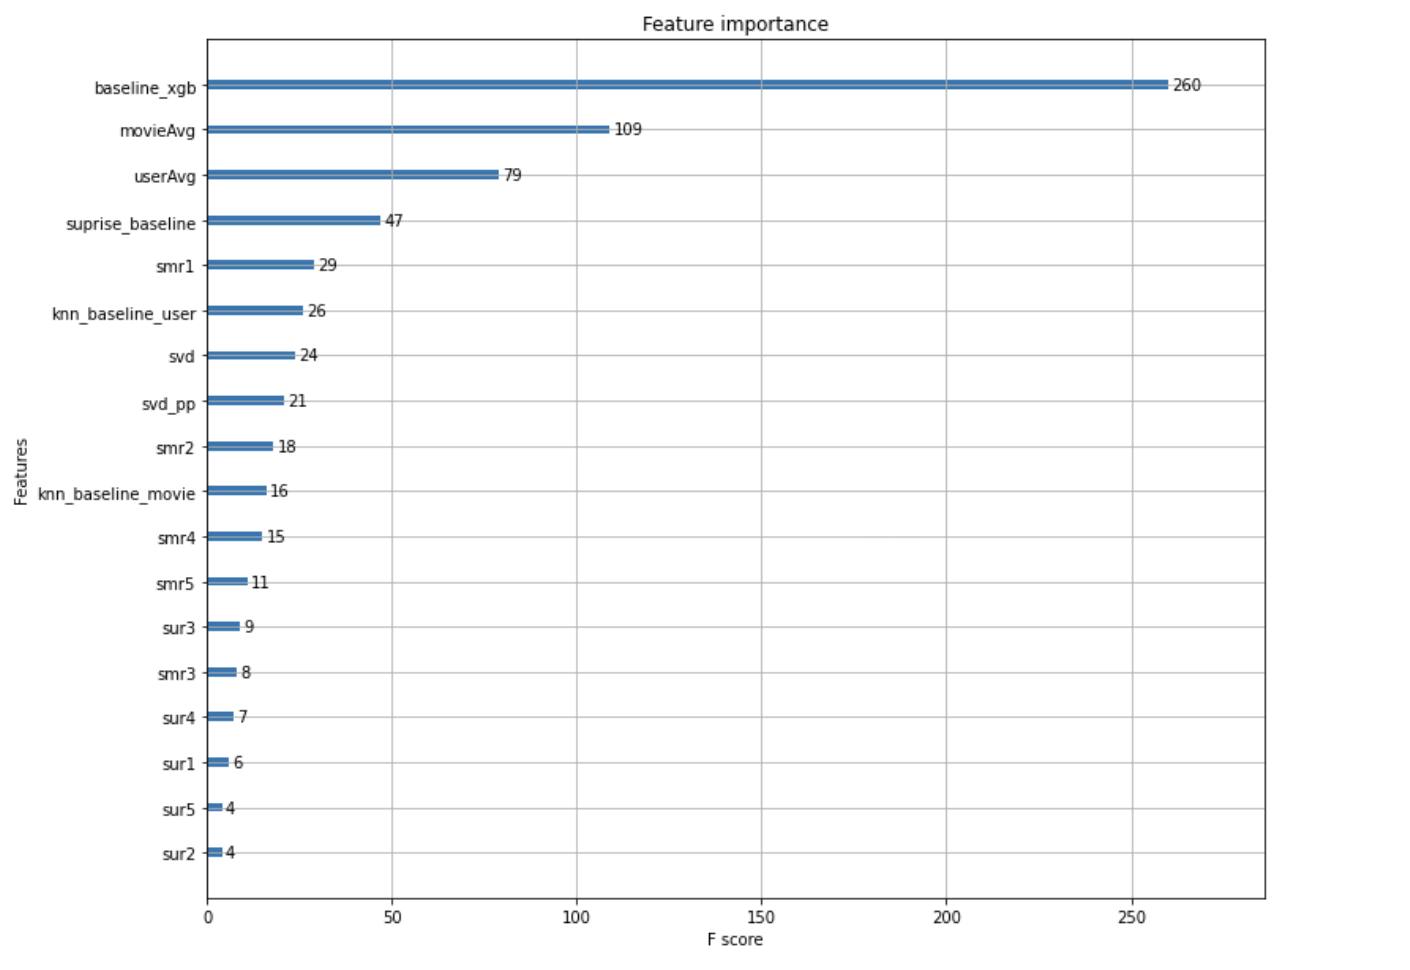 Feature importance
baseline_xgb 260
movieAvg 109
userAvg 79
suprise_baseline 47
smr1 29
knn_baseline_user 26
svd 24
svd_pp 21
smr2 18
knn_baseline_movie 16
smr4 15
smr5 11
sur3 9
smr3 8
sur4 7
sur1 6
sur5 4
sur2 4
Features
0 50 100 150 200 250
F score